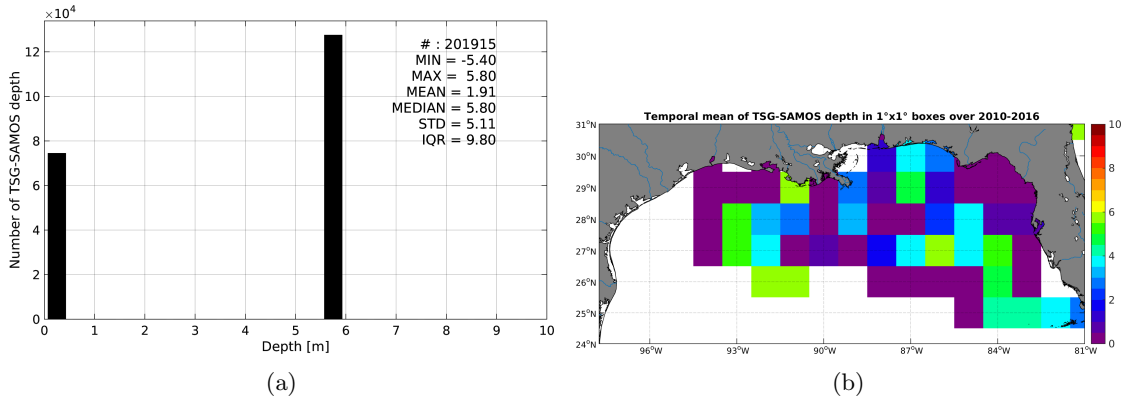 ×10⁴
12
10
8
6
4
2
0
0 1 2 3 4 5 6 7 8 9 10
Number of TSG-SAMOS depth
Depth [m]
# : 201915
MIN = -5.40
MAX = 5.80
MEAN = 1.91
MEDIAN = 5.80
STD = 5.11
IQR = 9.80
(a)
Temporal mean of TSG-SAMOS depth in 1°x1° boxes over 2010-2016
31°N
30°N
29°N
28°N
27°N
26°N
25°N
24°N
96°W 93°W 90°W 87°W 84°W 81°W
10
8
6
4
2
0
(b)